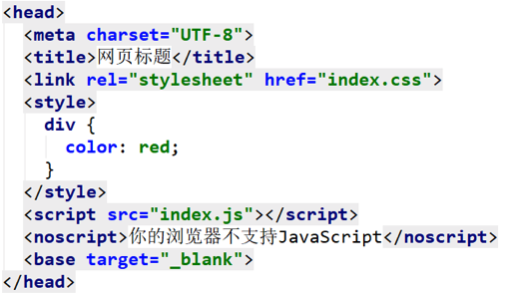 <head>
  <meta charset="UTF-8">
  <title>网页标题</title>
  <link rel="stylesheet" href="index.css">
  <style>
    div {
      color: red;
    }
  </style>
  <script src="index.js"></script>
  <noscript>你的浏览器不支持JavaScript</noscript>
  <base target="_blank">
</head>